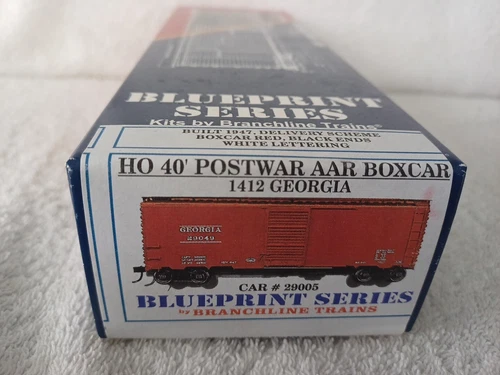 BLUEPRINT
SERIES
Kits by Branchline Trains
BUILT 1947, DELIVERY SCHEME
BOXCAR RED, BLACK ENDS
WHITE LETTERING
HO 40' POSTWAR AAR BOXCAR
1412 GEORGIA
GEORGIA
29049
CAR # 29005
BLUEPRINT SERIES
by BRANCHLINE TRAINS